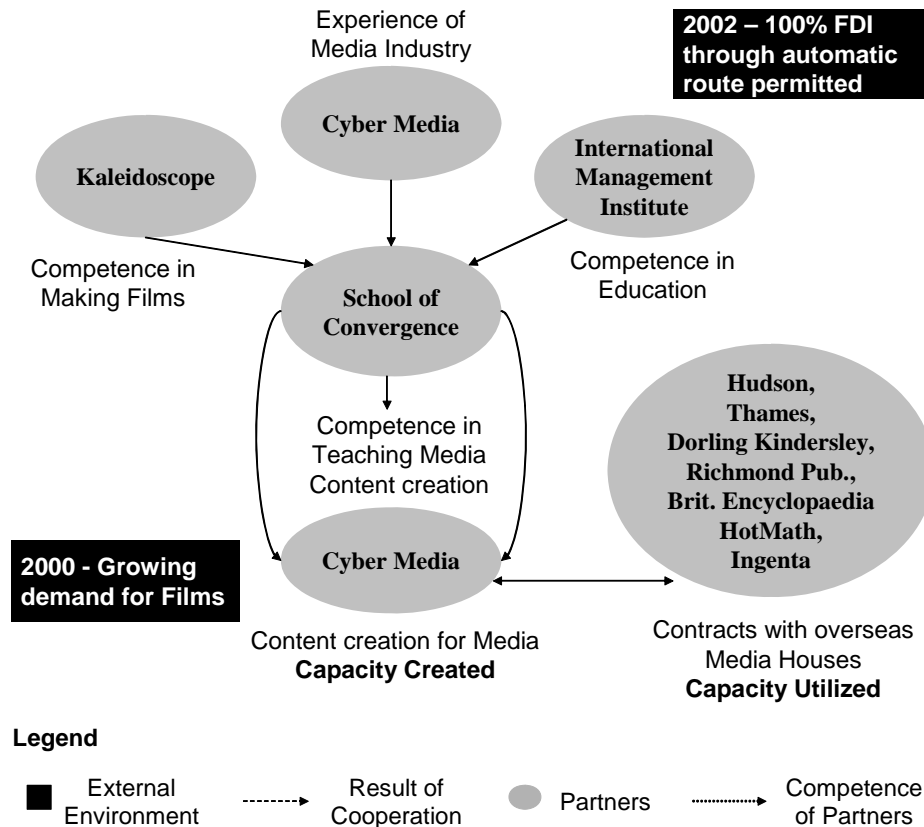 Experience of
Media Industry
2002 – 100% FDI
through automatic
route permitted
Cyber Media
Kaleidoscope
International
Management
Institute
Competence in
Making Films
Competence in
Education
School of
Convergence
Competence in
Teaching Media
Content creation
Hudson,
Thames,
Dorling Kindersley,
Richmond Pub.,
Brit. Encyclopaedia
HotMath,
Ingenta
2000 - Growing
demand for Films
Cyber Media
Content creation for Media
Capacity Created
Contracts with overseas
Media Houses
Capacity Utilized
Legend
External
Environment
Result of
Cooperation
Partners
Competence
of Partners